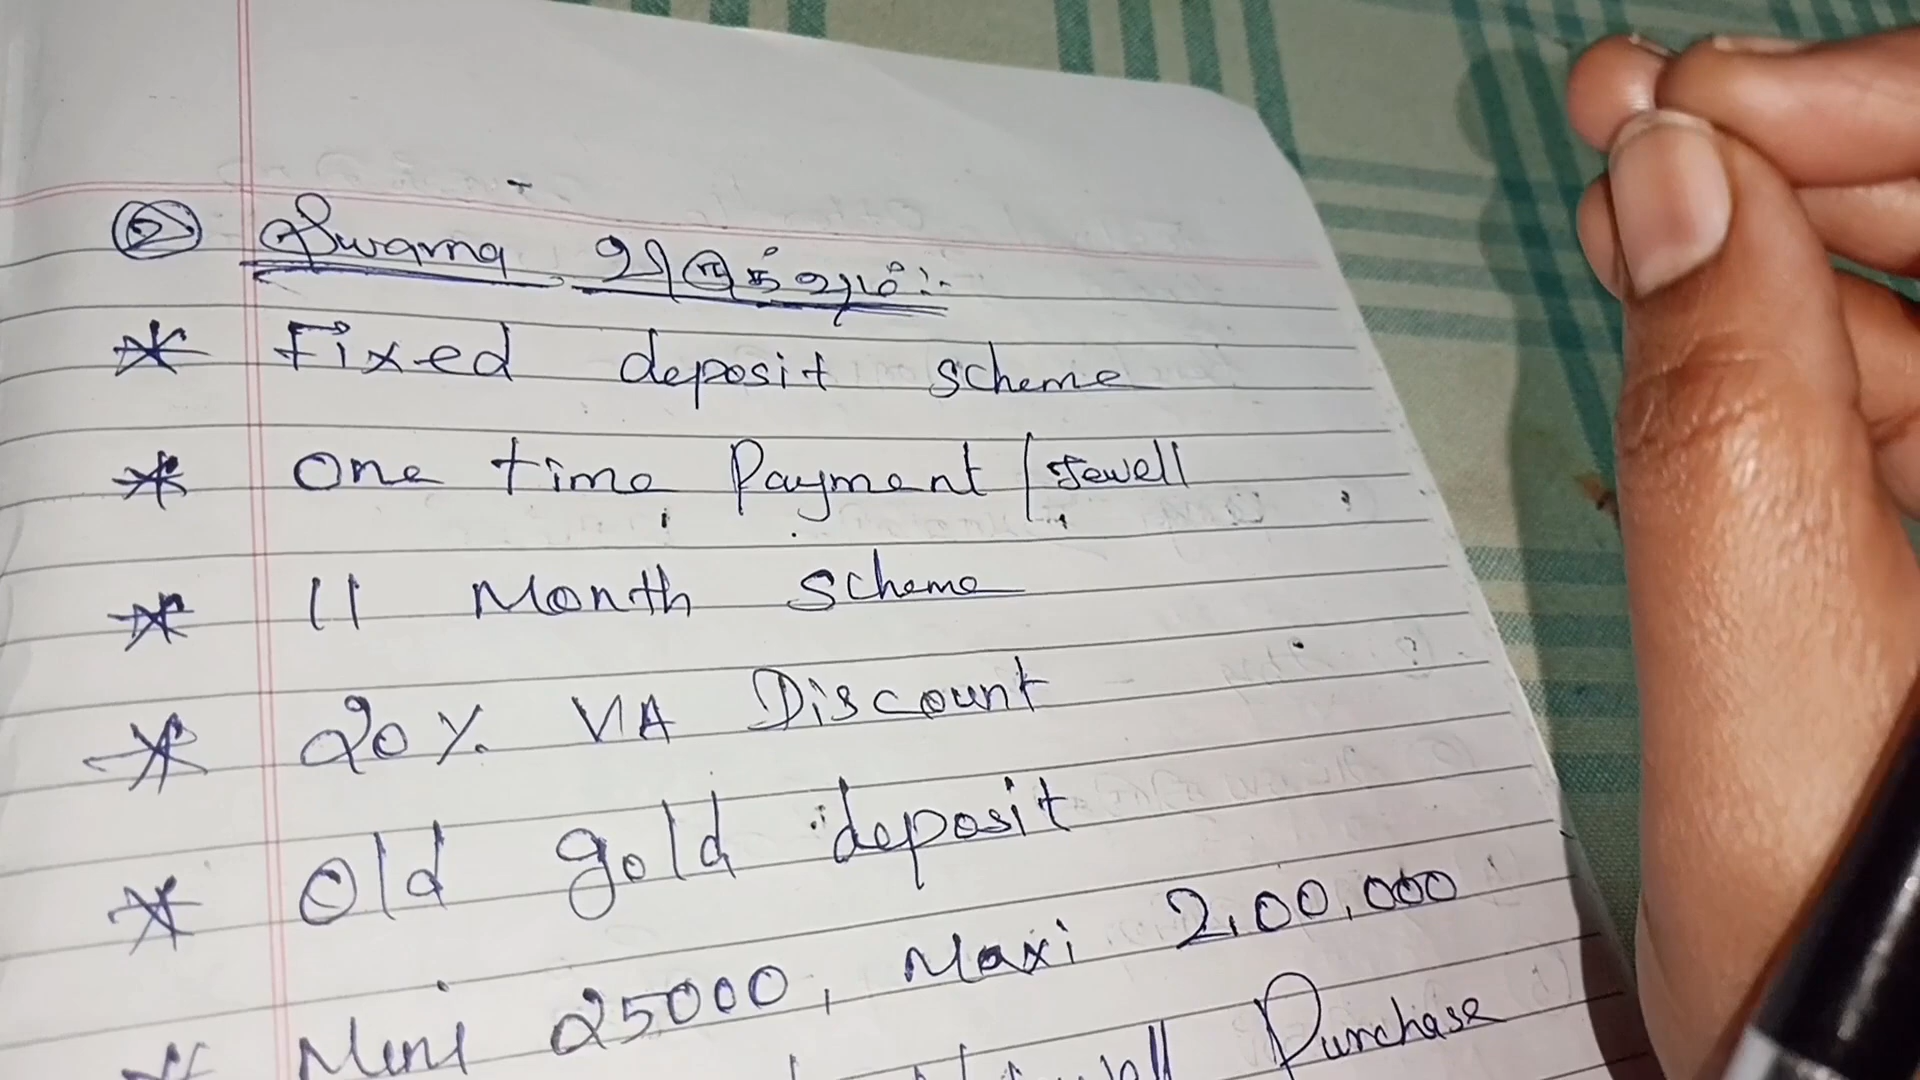 ② Swarna விருக்ஷம் :-
* Fixed deposit scheme
* One time Payment / Jewell
* 11 Month Scheme
* 20% VA Discount
* Old gold deposit
* Mini 25000, Maxi 2,00,000
Purchase